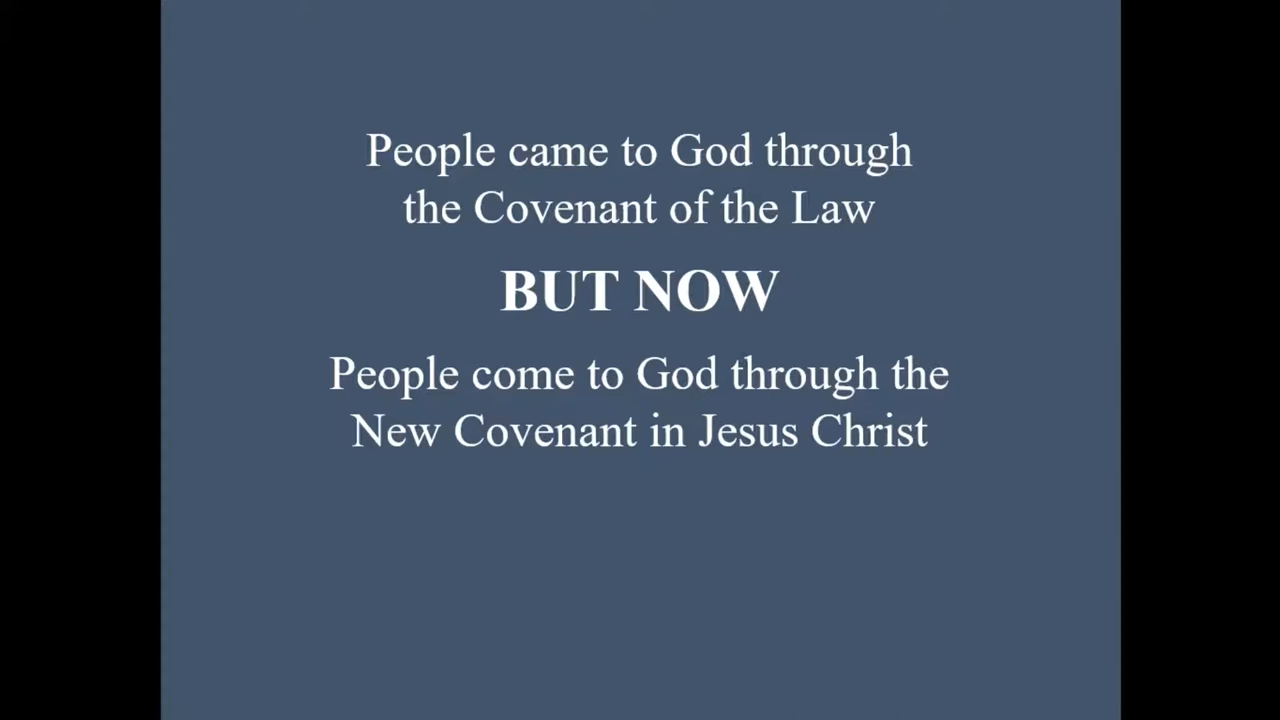 People came to God through
the Covenant of the Law
BUT NOW
People come to God through the
New Covenant in Jesus Christ